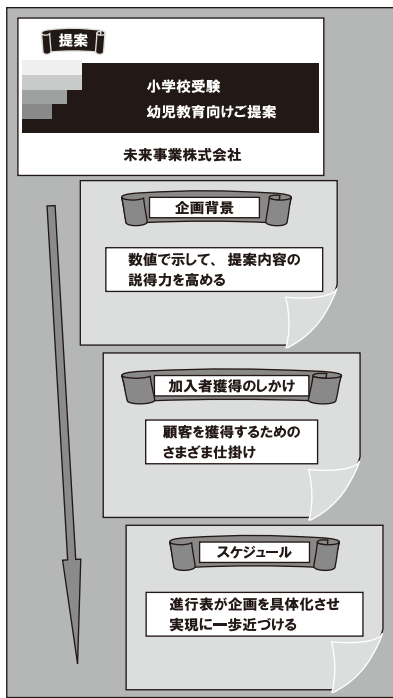 提案
小学校受験
幼児教育向けご提案
未来事業株式会社
企画背景
数値で示して、提案内容の
説得力を高める
加入者獲得のしかけ
顧客を獲得するための
さまざま仕掛け
スケジュール
進行表が企画を具体化させ
実現に一歩近づける